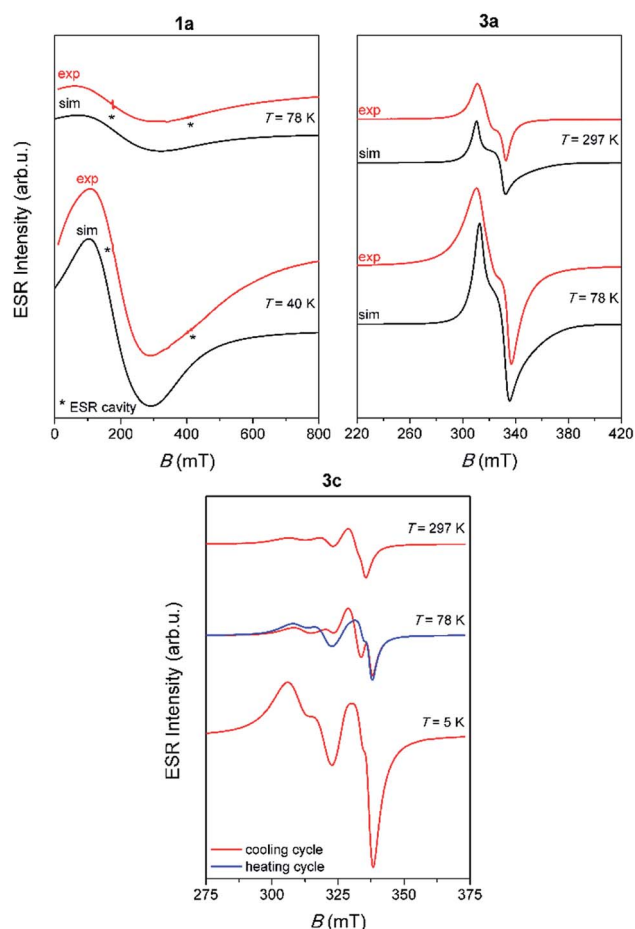 1a
exp
sim
*
*
T = 78 K
exp
sim
*
T = 40 K
*
* ESR cavity
0 200 400 600 800
B (mT)
ESR Intensity (arb.u.)
3a
exp
T = 297 K
sim
exp
T = 78 K
sim
220 260 300 340 380 420
B (mT)
3c
T = 297 K
T = 78 K
T = 5 K
cooling cycle
heating cycle
275 300 325 350 375
B (mT)
ESR Intensity (arb.u.)